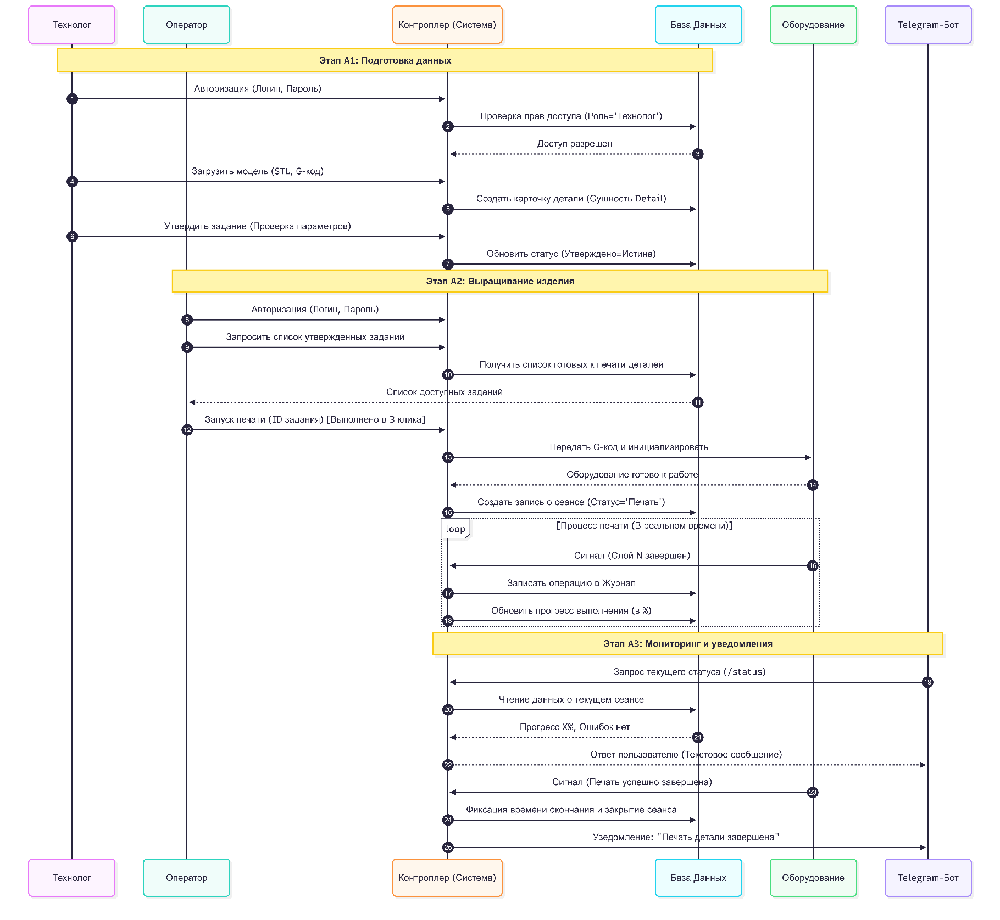 Технолог
Оператор
Контроллер (Система)
База Данных
Оборудование
Telegram-Бот
Этап A1: Подготовка данных
Авторизация (Логин, Пароль)
1
Проверка прав доступа (Роль='Технолог')
2
Доступ разрешен
3
Загрузить модель (STL, G-код)
4
Создать карточку детали (Сущность Detail)
5
Утвердить задание (Проверка параметров)
6
Обновить статус (Утверждено=Истина)
7
Этап A2: Выращивание изделия
Авторизация (Логин, Пароль)
8
Запросить список утвержденных заданий
9
Получить список готовых к печати деталей
10
Список доступных заданий
11
Запуск печати (ID задания) [Выполнено в 3 клика]
12
Передать G-код и инициализировать
13
Оборудование готово к работе
14
Создать запись о сеансе (Статус='Печать')
15
loop
[Процесс печати (В реальном времени)]
Сигнал (Слой N завершен)
16
Записать операцию в Журнал
17
Обновить прогресс выполнения (в %)
18
Этап A3: Мониторинг и уведомления
Запрос текущего статуса (/status)
19
Чтение данных о текущем сеансе
20
Прогресс X%, Ошибок нет
21
Ответ пользователю (Текстовое сообщение)
22
Сигнал (Печать успешно завершена)
23
Фиксация времени окончания и закрытие сеанса
24
Уведомление: "Печать детали завершена"
25
Технолог
Оператор
Контроллер (Система)
База Данных
Оборудование
Telegram-Бот